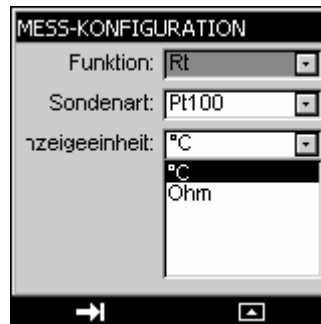 MESS-KONFIGURATION
Funktion: Rt
Sondenart: Pt100
nzeigeeinheit: °C
°C
Ohm